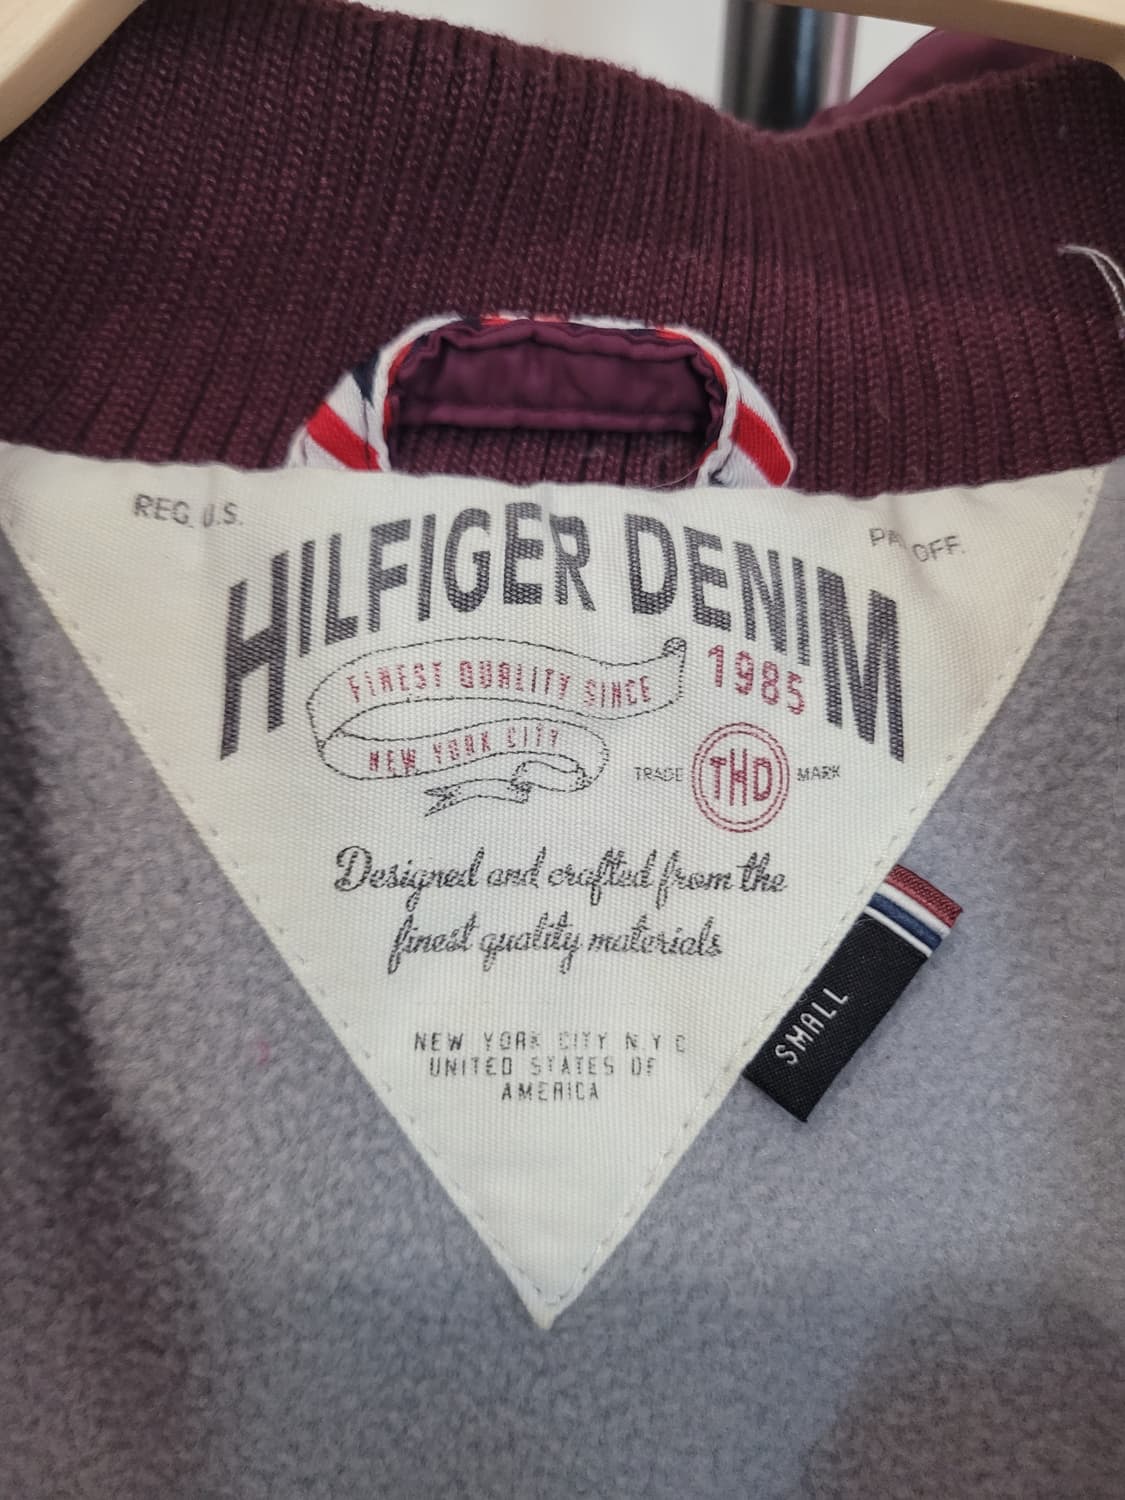 REG. U.S.
PA OFF.
HILFIGER DENIM
FINEST QUALITY SINCE
1985
NEW YORK CITY
TRADE THD MARK
Designed and crafted from the
finest quality materials
NEW YORK CITY N Y C
UNITED STATES OF
AMERICA
SMALL